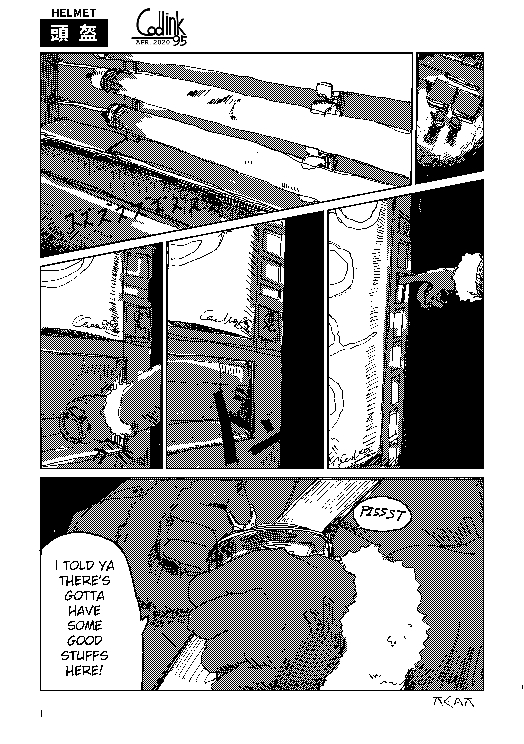 HELMET
頭盔
Codlink
APR 2020 95
PSSST
I TOLD YA
THERE'S
GOTTA
HAVE
SOME
GOOD
STUFFS
HERE!